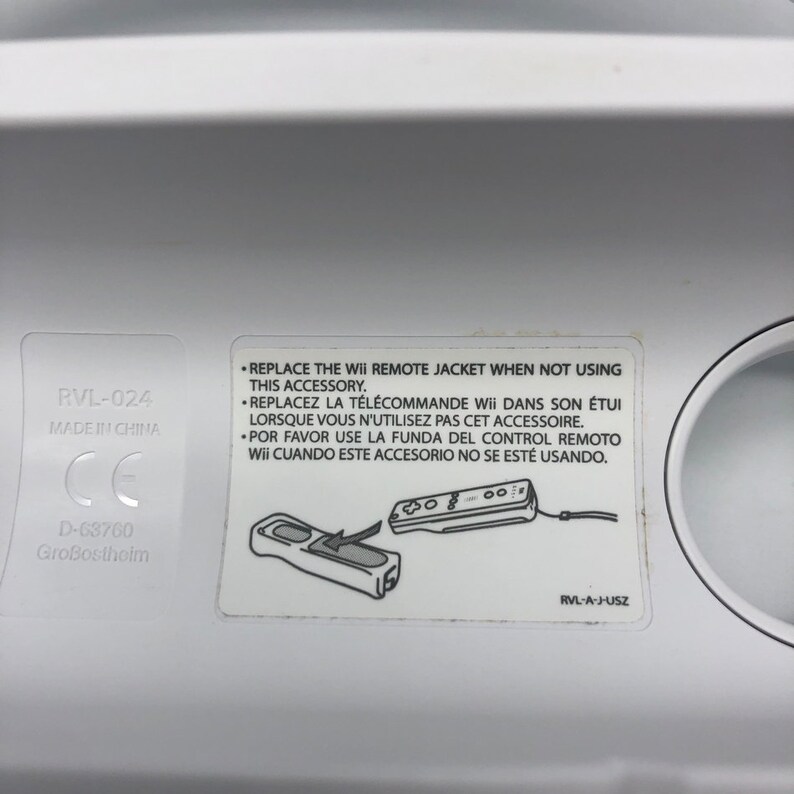 RVL-024
MADE IN CHINA
CE
D-63760
Großostheim
• REPLACE THE Wii REMOTE JACKET WHEN NOT USING
THIS ACCESSORY.
• REPLACEZ LA TÉLÉCOMMANDE Wii DANS SON ÉTUI
LORSQUE VOUS N'UTILISEZ PAS CET ACCESSOIRE.
• POR FAVOR USE LA FUNDA DEL CONTROL REMOTO
Wii CUANDO ESTE ACCESORIO NO SE ESTÉ USANDO.
RVL-A-J-USZ